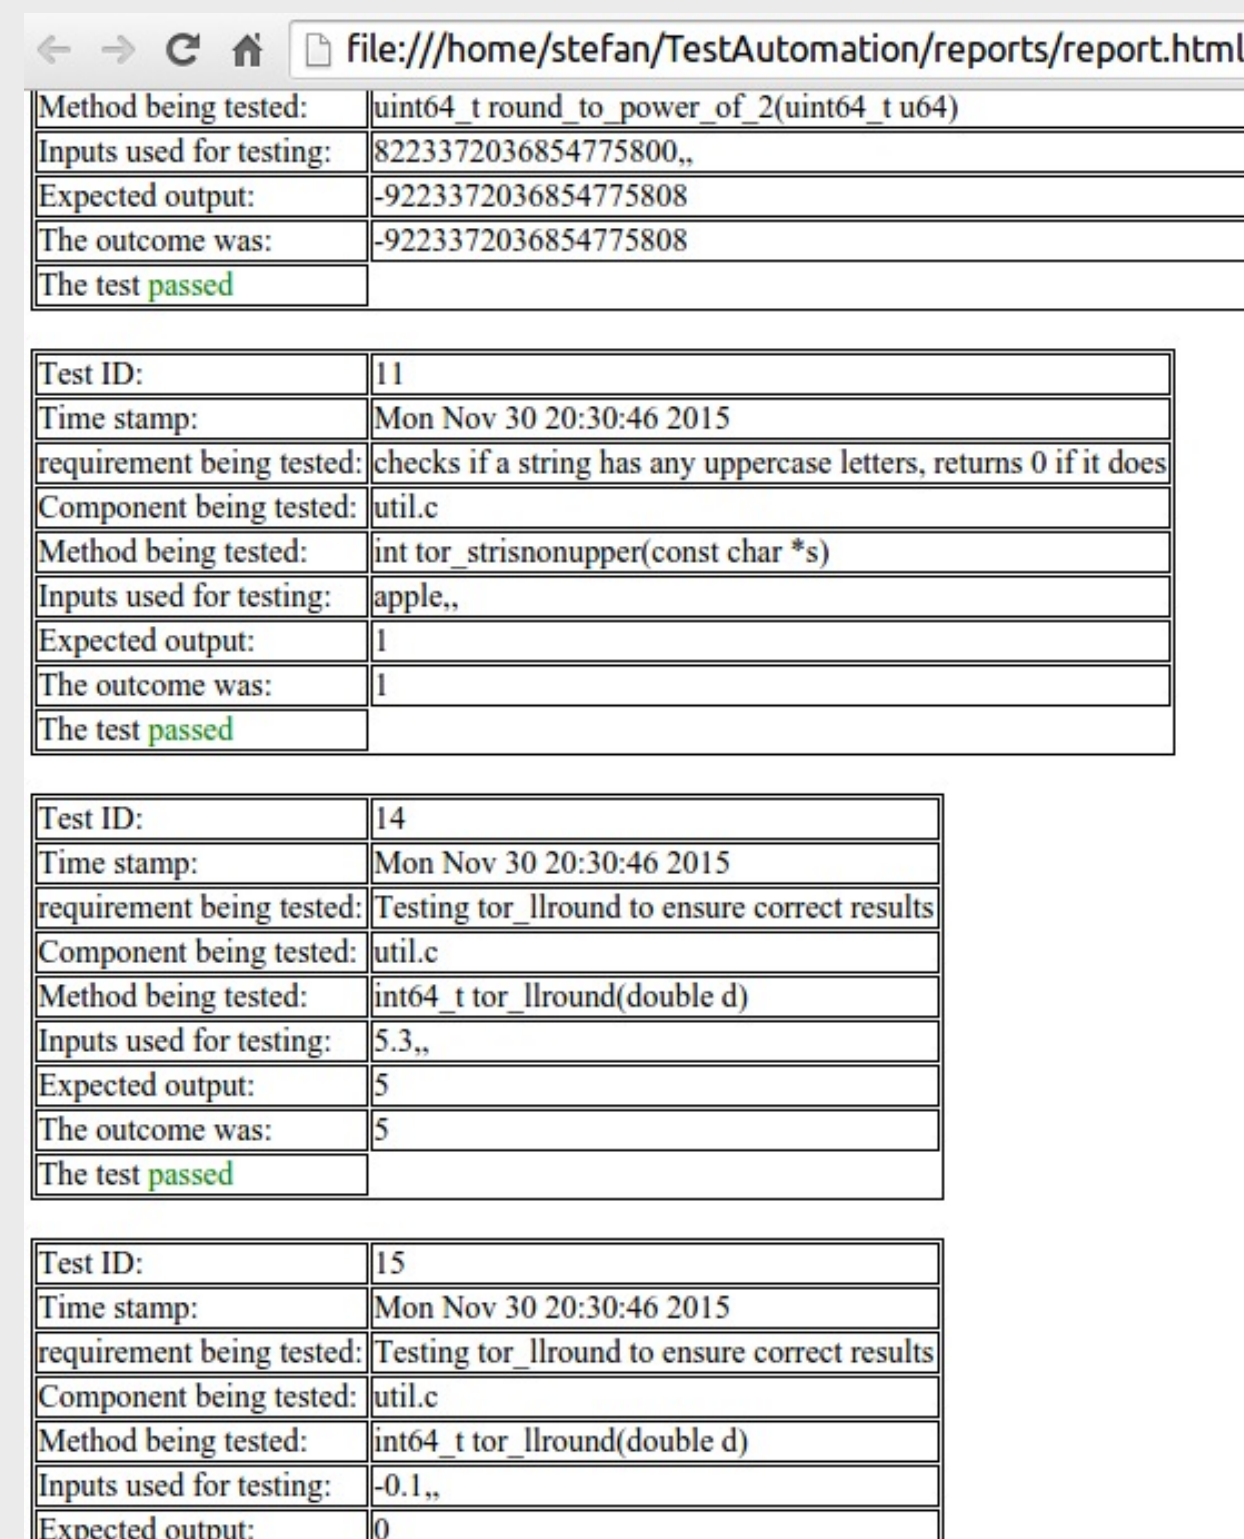 file:///home/stefan/TestAutomation/reports/report.html
Method being tested: uint64_t round_to_power_of_2(uint64_t u64)
Inputs used for testing: 8223372036854775800,,
Expected output: -9223372036854775808
The outcome was: -9223372036854775808
The test passed
Test ID: 11
Time stamp: Mon Nov 30 20:30:46 2015
requirement being tested: checks if a string has any uppercase letters, returns 0 if it does
Component being tested: util.c
Method being tested: int tor_strisnonupper(const char *s)
Inputs used for testing: apple,,
Expected output: 1
The outcome was: 1
The test passed
Test ID: 14
Time stamp: Mon Nov 30 20:30:46 2015
requirement being tested: Testing tor_llround to ensure correct results
Component being tested: util.c
Method being tested: int64_t tor_llround(double d)
Inputs used for testing: 5.3,,
Expected output: 5
The outcome was: 5
The test passed
Test ID: 15
Time stamp: Mon Nov 30 20:30:46 2015
requirement being tested: Testing tor_llround to ensure correct results
Component being tested: util.c
Method being tested: int64_t tor_llround(double d)
Inputs used for testing: -0.1,,
Expected output: 0